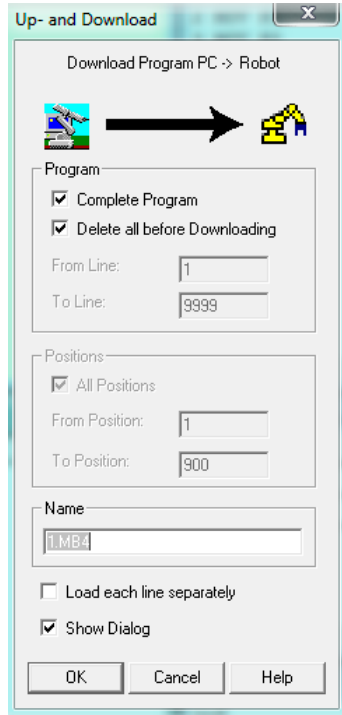 Up- and Download
x
Download Program PC -> Robot
Program
Complete Program
Delete all before Downloading
From Line:
1
To Line:
9999
Positions
All Positions
From Position:
1
To Position:
900
Name
1.MB4
Load each line separately
Show Dialog
OK Cancel Help